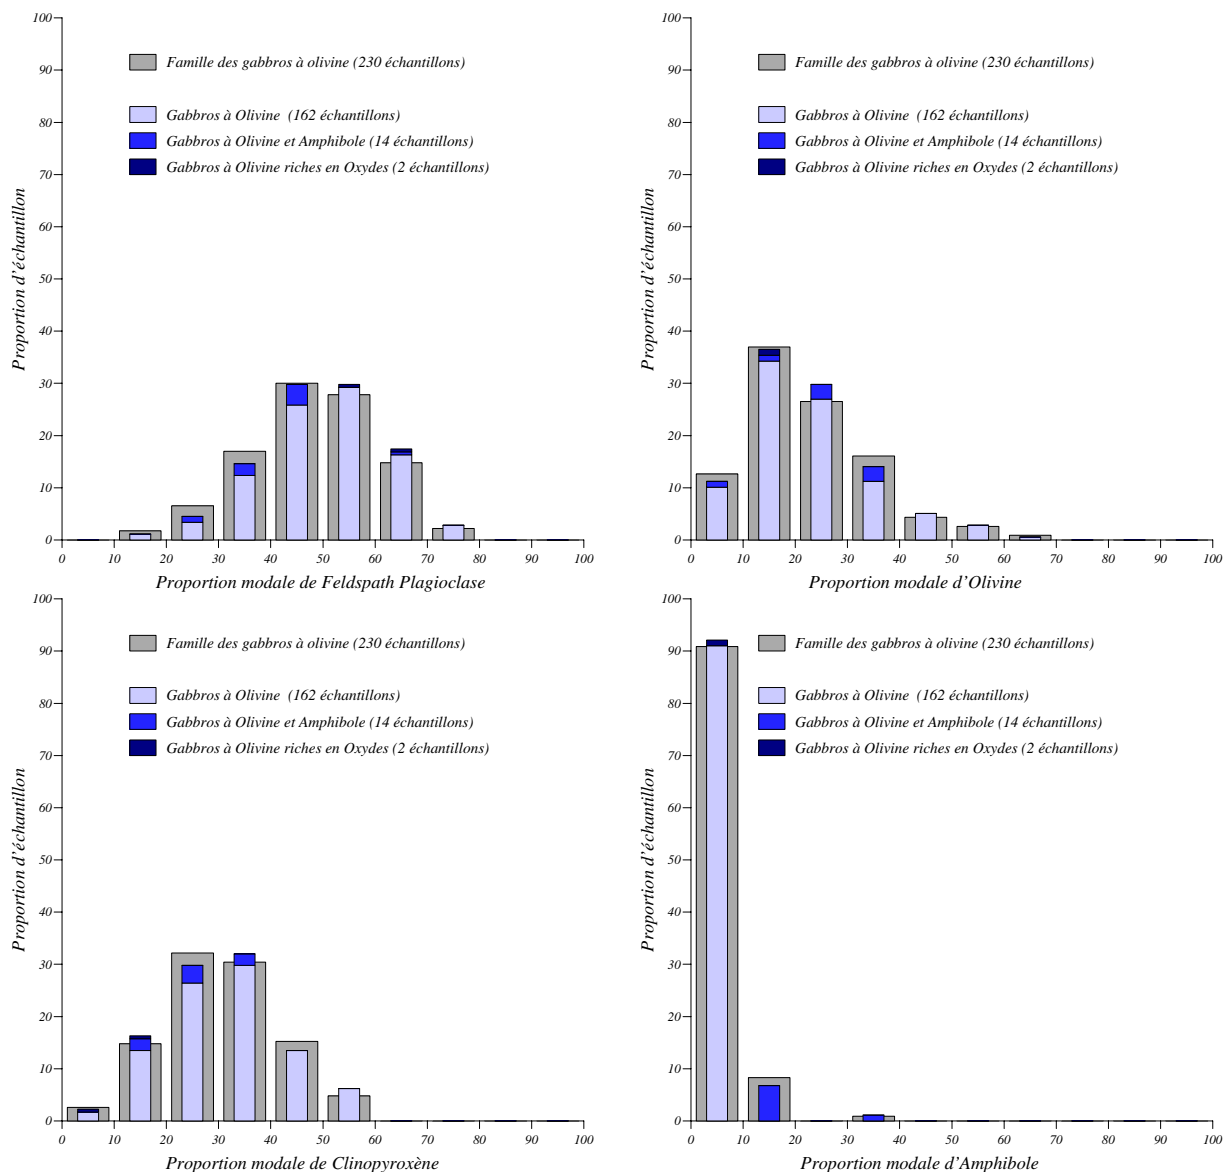 100
90
80
70
60
50
40
30
20
10
0
Proportion d'échantillon
Famille des gabbros à olivine (230 échantillons)
Gabbros à Olivine (162 échantillons)
Gabbros à Olivine et Amphibole (14 échantillons)
Gabbros à Olivine riches en Oxydes (2 échantillons)
0 10 20 30 40 50 60 70 80 90 100
Proportion modale de Feldspath Plagioclase
100
90
80
70
60
50
40
30
20
10
0
Proportion d'échantillon
Famille des gabbros à olivine (230 échantillons)
Gabbros à Olivine (162 échantillons)
Gabbros à Olivine et Amphibole (14 échantillons)
Gabbros à Olivine riches en Oxydes (2 échantillons)
0 10 20 30 40 50 60 70 80 90 100
Proportion modale d'Olivine
100
90
80
70
60
50
40
30
20
10
0
Proportion d'échantillon
Famille des gabbros à olivine (230 échantillons)
Gabbros à Olivine (162 échantillons)
Gabbros à Olivine et Amphibole (14 échantillons)
Gabbros à Olivine riches en Oxydes (2 échantillons)
0 10 20 30 40 50 60 70 80 90 100
Proportion modale de Clinopyroxène
100
90
80
70
60
50
40
30
20
10
0
Proportion d'échantillon
Famille des gabbros à olivine (230 échantillons)
Gabbros à Olivine (162 échantillons)
Gabbros à Olivine et Amphibole (14 échantillons)
Gabbros à Olivine riches en Oxydes (2 échantillons)
0 10 20 30 40 50 60 70 80 90 100
Proportion modale d'Amphibole